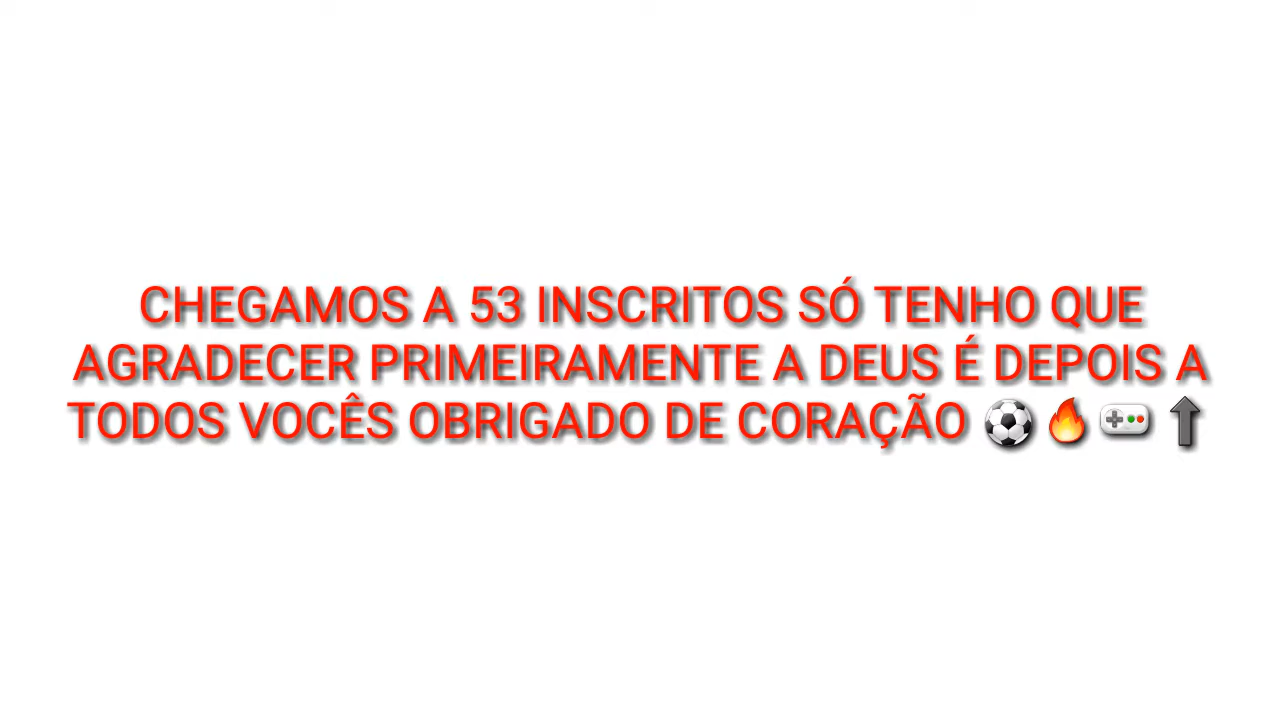 CHEGAMOS A 53 INSCRITOS SÓ TENHO QUE
AGRADECER PRIMEIRAMENTE A DEUS É DEPOIS A
TODOS VOCÊS OBRIGADO DE CORAÇÃO ⚽🔥🎮⬆